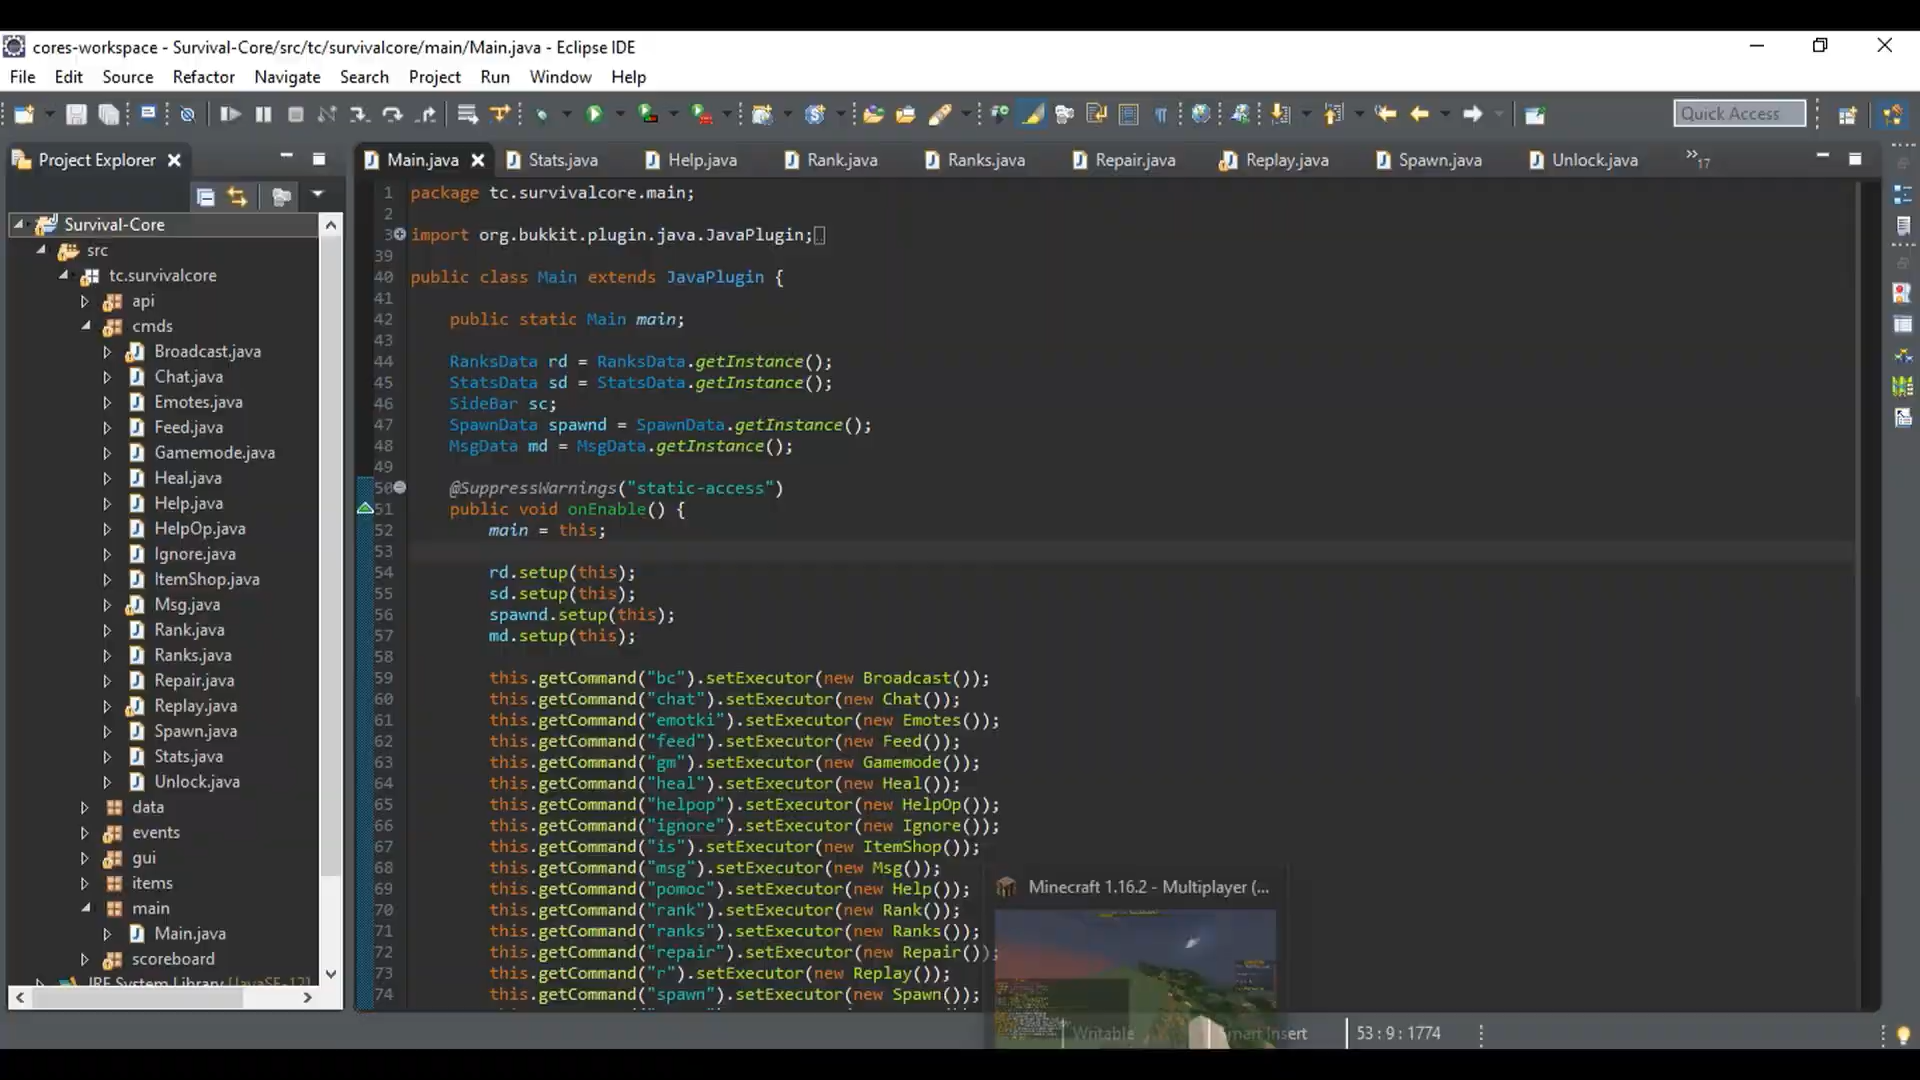 cores-workspace - Survival-Core/src/tc/survivalcore/main/Main.java - Eclipse IDE
File Edit Source Refactor Navigate Search Project Run Window Help
Quick Access
Project Explorer
Main.java Stats.java Help.java Rank.java Ranks.java Repair.java Replay.java Spawn.java Unlock.java »17
Survival-Core
src
tc.survivalcore
api
cmds
Broadcast.java
Chat.java
Emotes.java
Feed.java
Gamemode.java
Heal.java
Help.java
HelpOp.java
Ignore.java
ItemShop.java
Msg.java
Rank.java
Ranks.java
Repair.java
Replay.java
Spawn.java
Stats.java
Unlock.java
data
events
gui
items
main
Main.java
scoreboard
JRE System Library [JavaSE-12]
1 package tc.survivalcore.main;
2
3 import org.bukkit.plugin.java.JavaPlugin;
39
40 public class Main extends JavaPlugin {
41
42 public static Main main;
43
44 RanksData rd = RanksData.getInstance();
45 StatsData sd = StatsData.getInstance();
46 SideBar sc;
47 SpawnData spawnd = SpawnData.getInstance();
48 MsgData md = MsgData.getInstance();
49
50 @SuppressWarnings("static-access")
51 public void onEnable() {
52 main = this;
53
54 rd.setup(this);
55 sd.setup(this);
56 spawnd.setup(this);
57 md.setup(this);
58
59 this.getCommand("bc").setExecutor(new Broadcast());
60 this.getCommand("chat").setExecutor(new Chat());
61 this.getCommand("emotki").setExecutor(new Emotes());
62 this.getCommand("feed").setExecutor(new Feed());
63 this.getCommand("gm").setExecutor(new Gamemode());
64 this.getCommand("heal").setExecutor(new Heal());
65 this.getCommand("helpop").setExecutor(new HelpOp());
66 this.getCommand("ignore").setExecutor(new Ignore());
67 this.getCommand("is").setExecutor(new ItemShop());
68 this.getCommand("msg").setExecutor(new Msg());
69 this.getCommand("pomoc").setExecutor(new Help());
70 this.getCommand("rank").setExecutor(new Rank());
71 this.getCommand("ranks").setExecutor(new Ranks());
72 this.getCommand("repair").setExecutor(new Repair());
73 this.getCommand("r").setExecutor(new Replay());
74 this.getCommand("spawn").setExecutor(new Spawn());
Minecraft 1.16.2 - Multiplayer (...
Writable
Smart Insert
53 : 9 : 1774